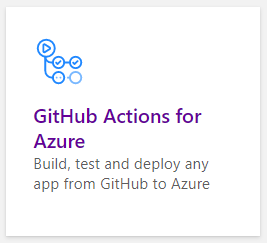 GitHub Actions for
Azure
Build, test and deploy any
app from GitHub to Azure